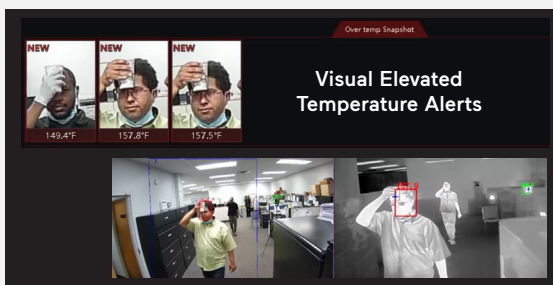 Over temp Snapshot
NEW
NEW
NEW
149.4°F
157.8°F
157.5°F
Visual Elevated
Temperature Alerts